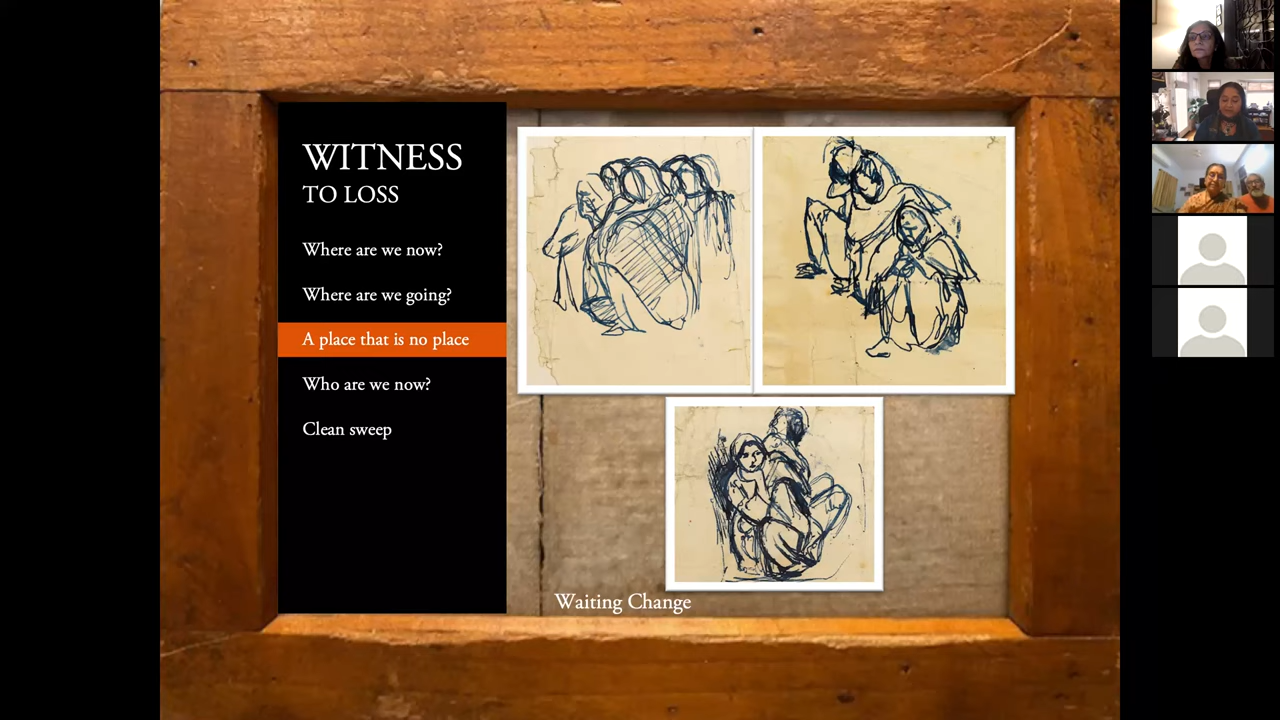 WITNESS
TO LOSS
Where are we now?
Where are we going?
A place that is no place
Who are we now?
Clean sweep
Waiting Change